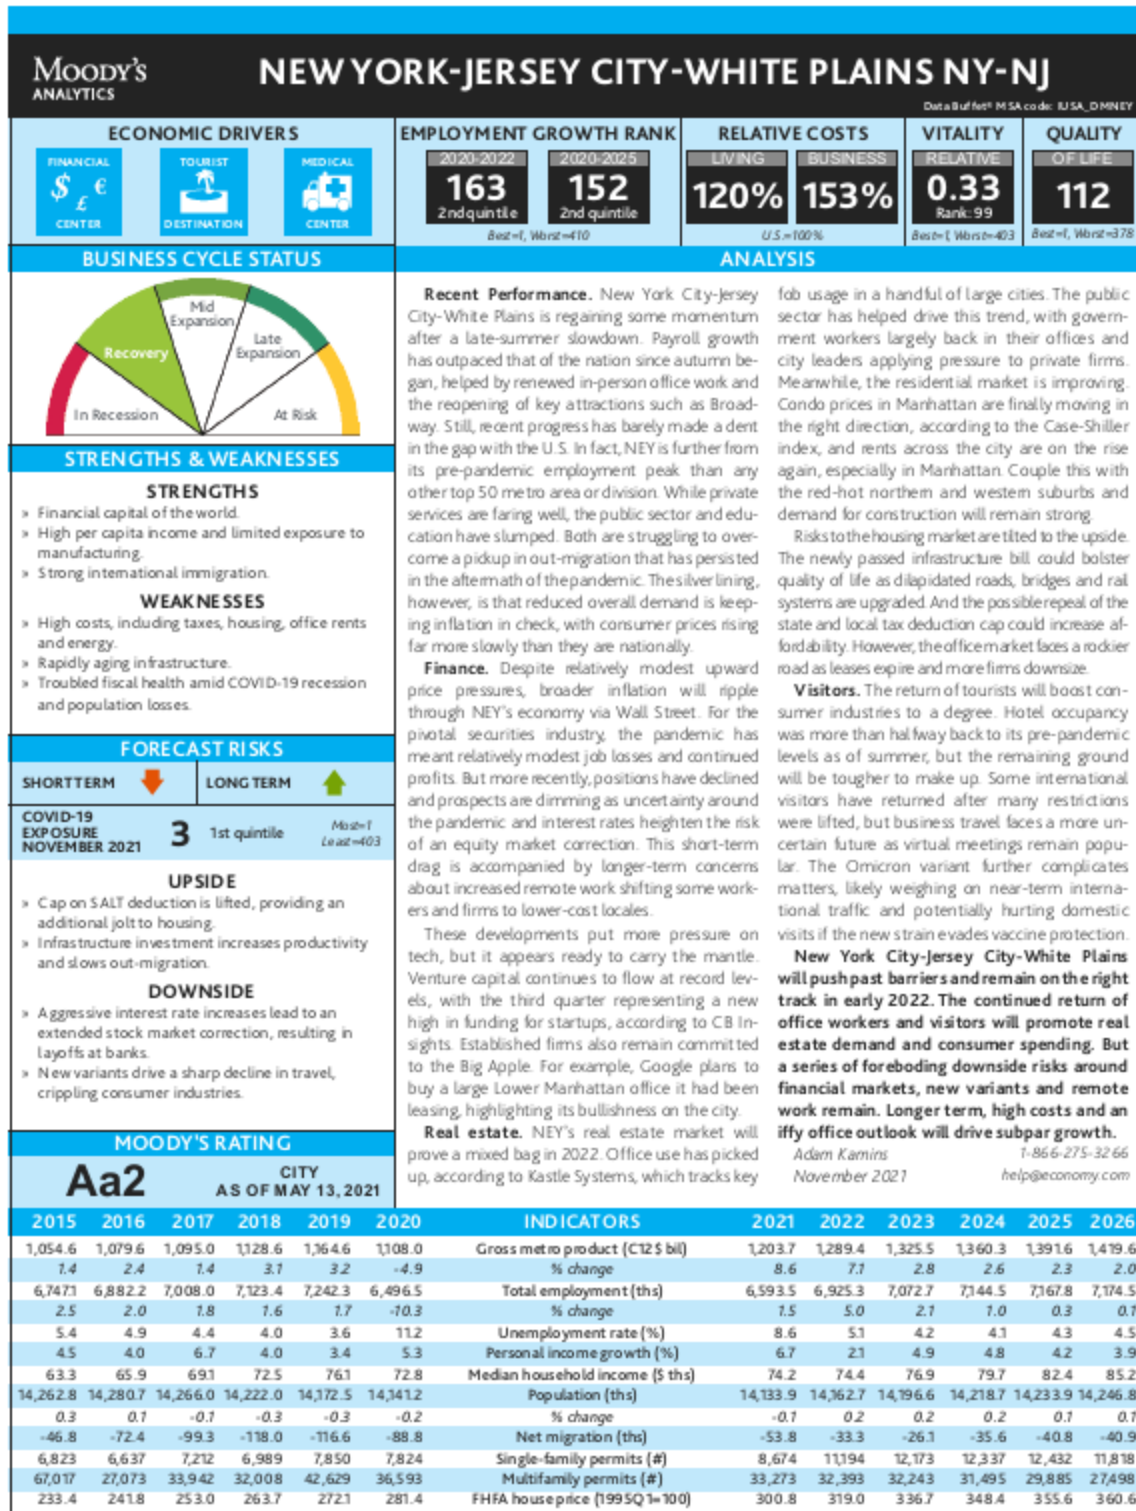 MOODY'S
ANALYTICS
NEW YORK-JERSEY CITY-WHITE PLAINS NY-NJ
Data Buffet® MSA code: IUSA_DMNEY
ECONOMIC DRIVERS
FINANCIAL
$ € £
CENTER
TOURIST
DESTINATION
MEDICAL
CENTER
EMPLOYMENT GROWTH RANK
2020-2022
163
2nd quintile
2020-2025
152
2nd quintile
Best=1, Worst=410
RELATIVE COSTS
LIVING
120%
BUSINESS
153%
U.S.=100%
VITALITY
RELATIVE
0.33
Rank: 99
Best=1, Worst=403
QUALITY
OF LIFE
112
Best=1, Worst=378
BUSINESS CYCLE STATUS
Mid
Expansion
Late
Expansion
Recovery
In Recession
At Risk
STRENGTHS & WEAKNESSES
STRENGTHS
» Financial capital of the world.
» High per capita income and limited exposure to
manufacturing.
» Strong international immigration.
WEAKNESSES
» High costs, including taxes, housing, office rents
and energy.
» Rapidly aging infrastructure.
» Troubled fiscal health amid COVID-19 recession
and population losses.
FORECAST RISKS
SHORT TERM
LONG TERM
COVID-19
EXPOSURE
NOVEMBER 2021
3
1st quintile
Most=1
Least=403
UPSIDE
» Cap on SALT deduction is lifted, providing an
additional jolt to housing.
» Infrastructure investment increases productivity
and slows out-migration.
DOWNSIDE
» Aggressive interest rate increases lead to an
extended stock market correction, resulting in
layoffs at banks.
» New variants drive a sharp decline in travel,
crippling consumer industries.
MOODY'S RATING
Aa2
CITY
AS OF MAY 13, 2021
ANALYSIS
Recent Performance. New York City-Jersey
City-White Plains is regaining some momentum
after a late-summer slowdown. Payroll growth
has outpaced that of the nation since autumn be-
gan, helped by renewed in-person office work and
the reopening of key attractions such as Broad-
way. Still, recent progress has barely made a dent
in the gap with the U.S. In fact, NEY is further from
its pre-pandemic employment peak than any
other top 50 metro area or division. While private
services are faring well, the public sector and edu-
cation have slumped. Both are struggling to over-
come a pickup in out-migration that has persisted
in the aftermath of the pandemic. The silver lining,
however, is that reduced overall demand is keep-
ing inflation in check, with consumer prices rising
far more slowly than they are nationally.
Finance. Despite relatively modest upward
price pressures, broader inflation will ripple
through NEY's economy via Wall Street. For the
pivotal securities industry, the pandemic has
meant relatively modest job losses and continued
profits. But more recently, positions have declined
and prospects are dimming as uncertainty around
the pandemic and interest rates heighten the risk
of an equity market correction. This short-term
drag is accompanied by longer-term concerns
about increased remote work shifting some work-
ers and firms to lower-cost locales.
These developments put more pressure on
tech, but it appears ready to carry the mantle.
Venture capital continues to flow at record lev-
els, with the third quarter representing a new
high in funding for startups, according to CB In-
sights. Established firms also remain committed
to the Big Apple. For example, Google plans to
buy a large Lower Manhattan office it had been
leasing, highlighting its bullishness on the city.
Real estate. NEY's real estate market will
prove a mixed bag in 2022. Office use has picked
up, according to Kastle Systems, which tracks key
fob usage in a handful of large cities. The public
sector has helped drive this trend, with govern-
ment workers largely back in their offices and
city leaders applying pressure to private firms.
Meanwhile, the residential market is improving.
Condo prices in Manhattan are finally moving in
the right direction, according to the Case-Shiller
index, and rents across the city are on the rise
again, especially in Manhattan. Couple this with
the red-hot northern and western suburbs and
demand for construction will remain strong.
Risks to the housing market are tilted to the upside.
The newly passed infrastructure bill could bolster
quality of life as dilapidated roads, bridges and rail
systems are upgraded. And the possible repeal of the
state and local tax deduction cap could increase af-
fordability. However, the office market faces a rockier
road as leases expire and more firms downsize.
Visitors. The return of tourists will boost con-
sumer industries to a degree. Hotel occupancy
was more than halfway back to its pre-pandemic
levels as of summer, but the remaining ground
will be tougher to make up. Some international
visitors have returned after many restrictions
were lifted, but business travel faces a more un-
certain future as virtual meetings remain popu-
lar. The Omicron variant further complicates
matters, likely weighing on near-term interna-
tional traffic and potentially hurting domestic
visits if the new strain evades vaccine protection.
New York City-Jersey City-White Plains
will push past barriers and remain on the right
track in early 2022. The continued return of
office workers and visitors will promote real
estate demand and consumer spending. But
a series of foreboding downside risks around
financial markets, new variants and remote
work remain. Longer term, high costs and an
iffy office outlook will drive subpar growth.
Adam Kamins 1-866-275-3266
November 2021 help@economy.com
2015 2016 2017 2018 2019 2020 INDICATORS 2021 2022 2023 2024 2025 2026
1,054.6 1,079.6 1,095.0 1,128.6 1,164.6 1,108.0 Gross metro product (C12$ bil) 1,203.7 1,289.4 1,325.5 1,360.3 1,391.6 1,419.6
1.4 2.4 1.4 3.1 3.2 -4.9 % change 8.6 7.1 2.8 2.6 2.3 2.0
6,747.1 6,882.2 7,008.0 7,123.4 7,242.3 6,496.5 Total employment (ths) 6,593.5 6,925.3 7,072.7 7,144.5 7,167.8 7,174.5
2.5 2.0 1.8 1.6 1.7 -10.3 % change 1.5 5.0 2.1 1.0 0.3 0.1
5.4 4.9 4.4 4.0 3.6 11.2 Unemployment rate (%) 8.6 5.1 4.2 4.1 4.3 4.5
4.5 4.0 6.7 4.0 3.4 5.3 Personal income growth (%) 6.7 2.1 4.9 4.8 4.2 3.9
63.3 65.9 69.1 72.5 76.1 72.8 Median household income ($ ths) 74.2 74.4 76.9 79.7 82.4 85.2
14,262.8 14,280.7 14,266.0 14,222.0 14,172.5 14,141.2 Population (ths) 14,133.9 14,162.7 14,196.6 14,218.7 14,233.9 14,246.8
0.3 0.1 -0.1 -0.3 -0.3 -0.2 % change -0.1 0.2 0.2 0.2 0.1 0.1
-46.8 -72.4 -99.3 -118.0 -116.6 -88.8 Net migration (ths) -53.8 -33.3 -26.1 -35.6 -40.8 -40.9
6,823 6,637 7,212 6,989 7,850 7,824 Single-family permits (#) 8,674 11,194 12,173 12,337 12,432 11,818
67,017 27,073 33,942 32,008 42,629 36,593 Multifamily permits (#) 33,273 32,393 32,243 31,495 29,885 27,498
233.4 241.8 253.0 263.7 272.1 281.4 FHFA house price (1995Q1=100) 300.8 319.0 336.7 348.4 355.6 360.6